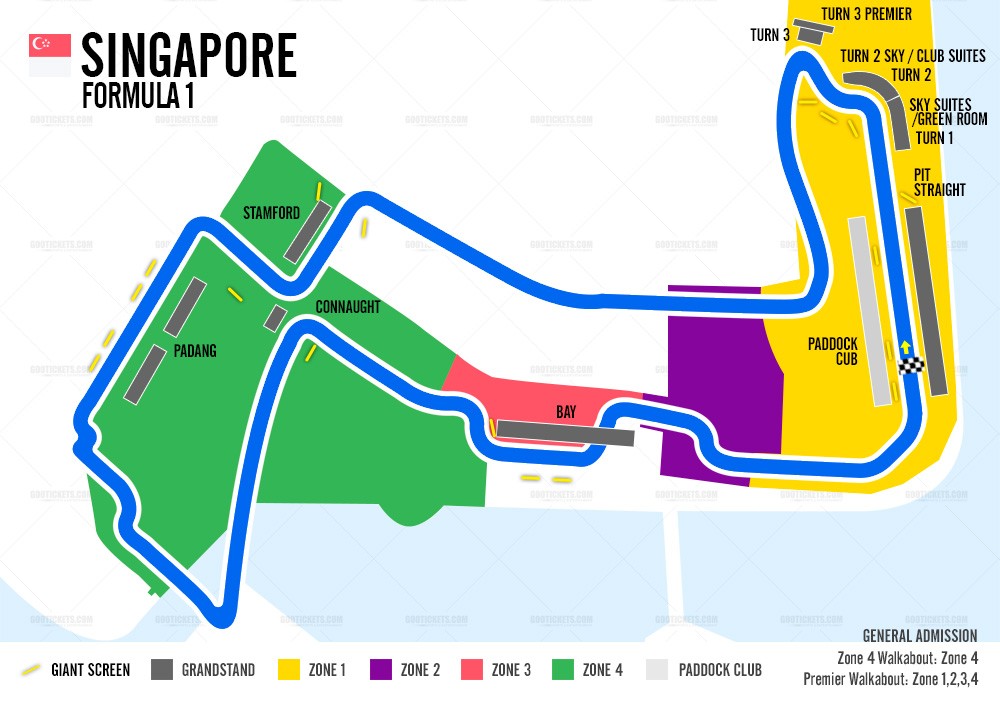 SINGAPORE
FORMULA 1
TURN 3 PREMIER
TURN 3
TURN 2 SKY / CLUB SUITES
TURN 2
SKY SUITES
/GREEN ROOM
TURN 1
PIT
STRAIGHT
STAMFORD
CONNAUGHT
PADANG
PADDOCK
CUB
BAY
GENERAL ADMISSION
Zone 4 Walkabout: Zone 4
Premier Walkabout: Zone 1,2,3,4
GIANT SCREEN
GRANDSTAND
ZONE 1
ZONE 2
ZONE 3
ZONE 4
PADDOCK CLUB
GOOTICKETS.COM